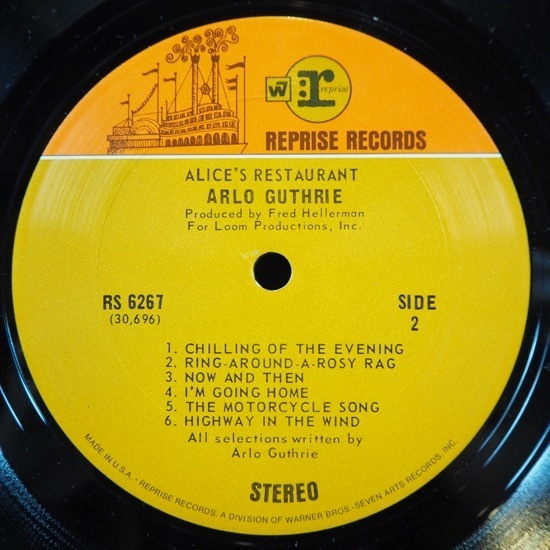 W
r
reprise
REPRISE RECORDS
ALICE'S RESTAURANT
ARLO GUTHRIE
Produced by Fred Hellerman
For Loom Productions, Inc.
RS 6267
(30,696)
SIDE
2
1. CHILLING OF THE EVENING
2. RING-AROUND-A-ROSY RAG
3. NOW AND THEN
4. I'M GOING HOME
5. THE MOTORCYCLE SONG
6. HIGHWAY IN THE WIND
All selections written by
Arlo Guthrie
STEREO
MADE IN U.S.A. • REPRISE RECORDS, A DIVISION OF WARNER BROS.-SEVEN ARTS RECORDS, INC.